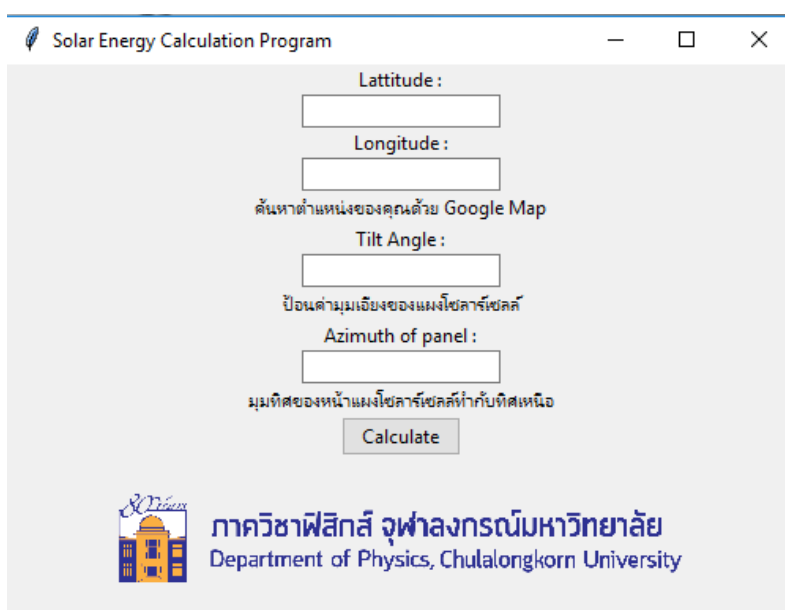 Solar Energy Calculation Program
Lattitude :
Longitude :
ค้นหาตำแหน่งของคุณด้วย Google Map
Tilt Angle :
ป้อนค่ามุมเอียงของแผงโซลาร์เซลล์
Azimuth of panel :
มุมทิศของหน้าแผงโซลาร์เซลล์ทำกับทิศเหนือ
Calculate
ภาควิชาฟิสิกส์ จุฬาลงกรณ์มหาวิทยาลัย
Department of Physics, Chulalongkorn University